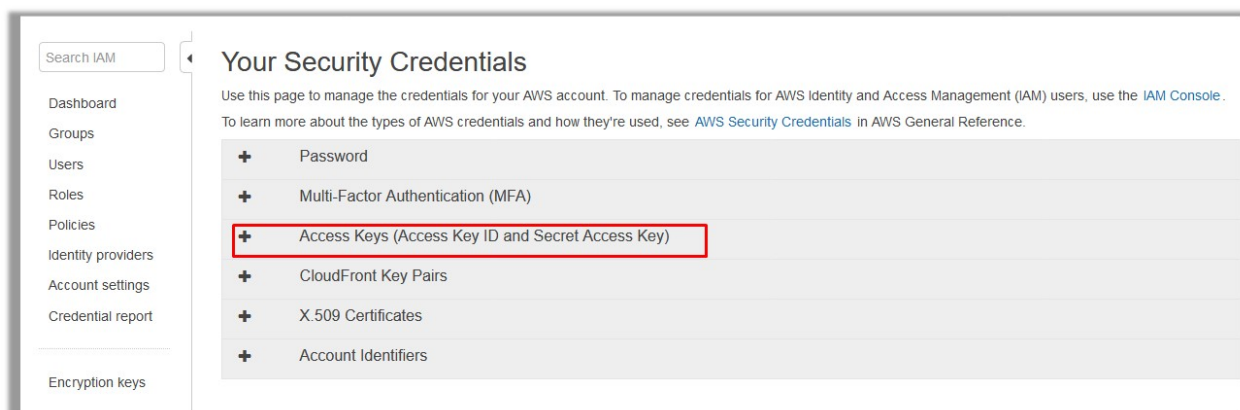 Search IAM
Dashboard
Groups
Users
Roles
Policies
Identity providers
Account settings
Credential report
Encryption keys
Your Security Credentials
Use this page to manage the credentials for your AWS account. To manage credentials for AWS Identity and Access Management (IAM) users, use the IAM Console.
To learn more about the types of AWS credentials and how they're used, see AWS Security Credentials in AWS General Reference.
Password
Multi-Factor Authentication (MFA)
Access Keys (Access Key ID and Secret Access Key)
CloudFront Key Pairs
X.509 Certificates
Account Identifiers